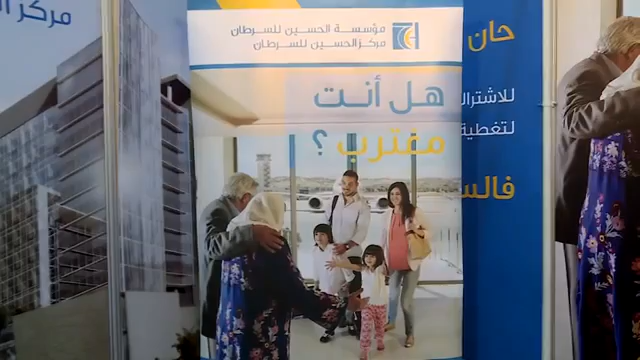 مؤسسة الحسين للسرطان
مركز الحسين للسرطان
هل أنت
مغترب ؟
حان
للاشترا
لتغطية
فالس
مركز